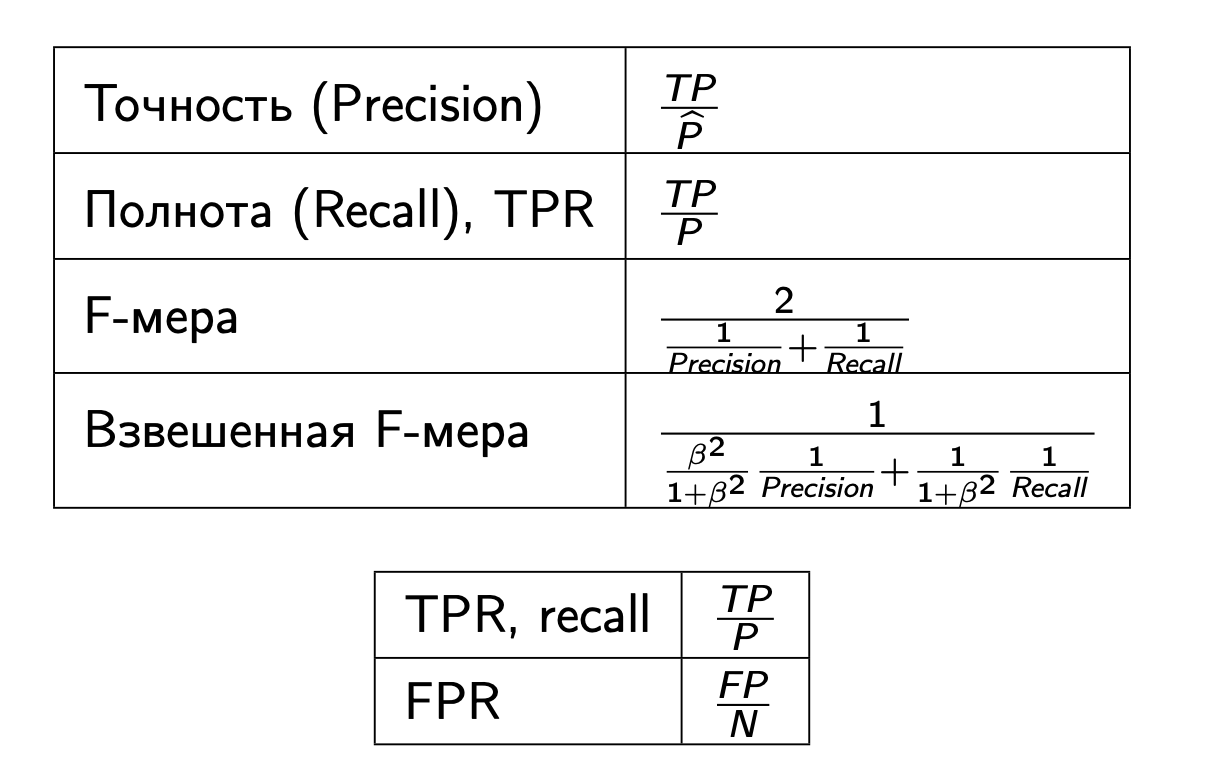 Точность (Precision) $\frac{TP}{\widehat{P}}$
Полнота (Recall), TPR $\frac{TP}{P}$
F-мера $\frac{2}{\frac{1}{Precision}+\frac{1}{Recall}}$
Взвешенная F-мера $\frac{1}{\frac{\beta^2}{1+\beta^2}\frac{1}{Precision}+\frac{1}{1+\beta^2}\frac{1}{Recall}}$
TPR, recall $\frac{TP}{P}$
FPR $\frac{FP}{N}$